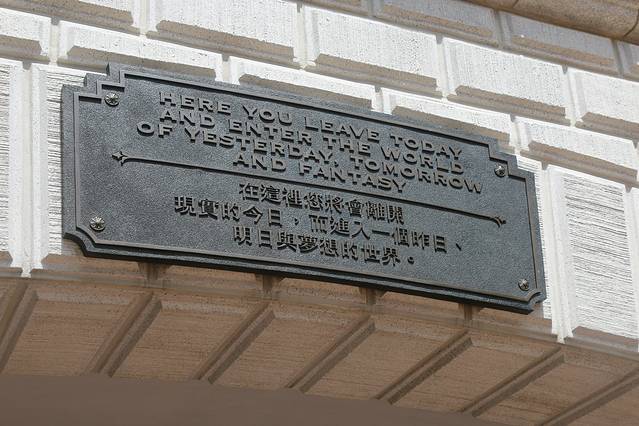 HERE YOU LEAVE TODAY
AND ENTER THE WORLD
OF YESTERDAY, TOMORROW
AND FANTASY
在這裡您將會離開
現實的今日，而進入一個昨日、
明日與夢想的世界。